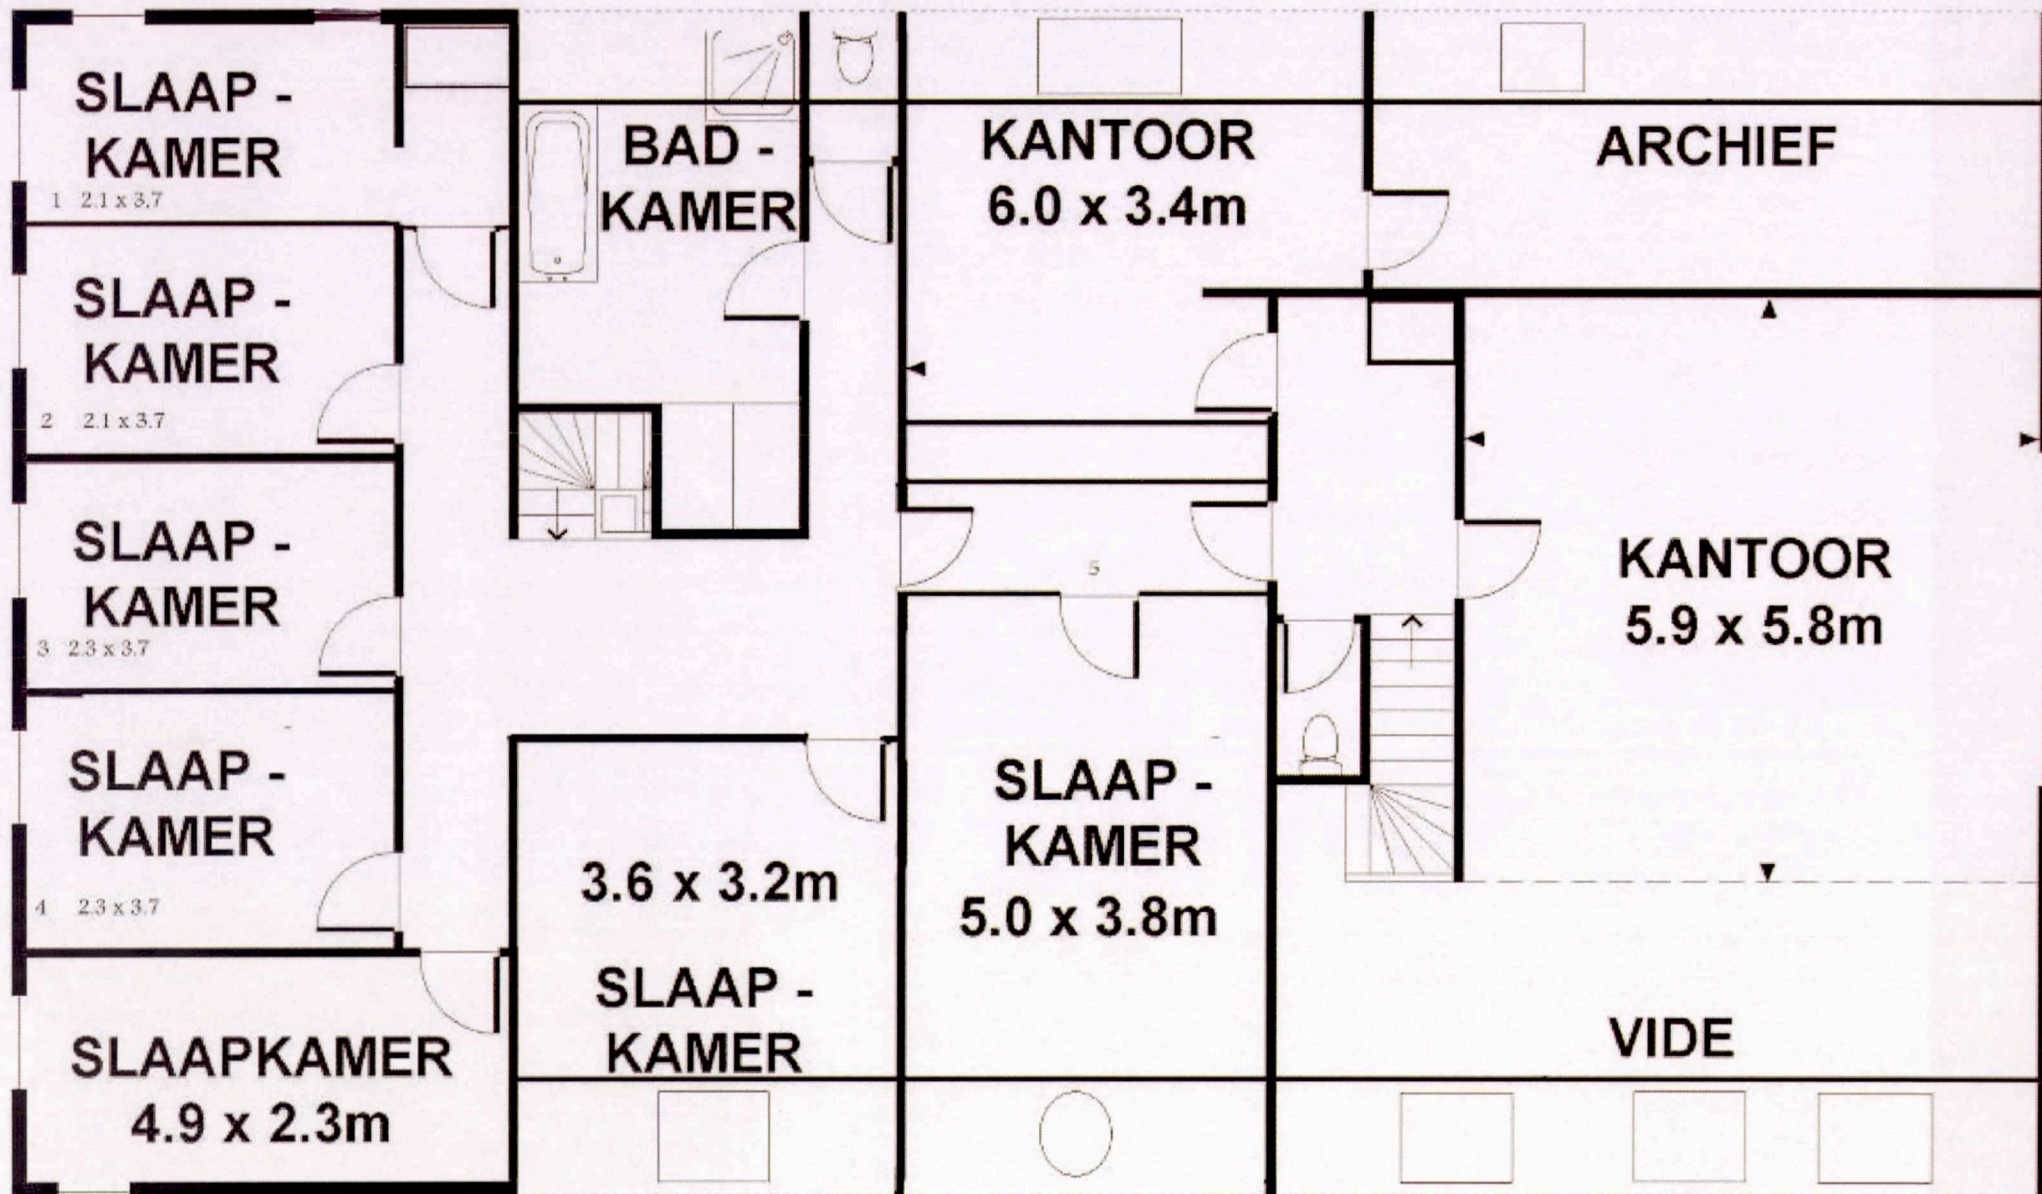 SLAAP -
KAMER
1 2.1 x 3.7
SLAAP -
KAMER
2 2.1 x 3.7
SLAAP -
KAMER
3 2.3 x 3.7
SLAAP -
KAMER
4 2.3 x 3.7
SLAAPKAMER
4.9 x 2.3m
BAD -
KAMER
3.6 x 3.2m
SLAAP -
KAMER
KANTOOR
6.0 x 3.4m
5
SLAAP -
KAMER
5.0 x 3.8m
ARCHIEF
KANTOOR
5.9 x 5.8m
VIDE